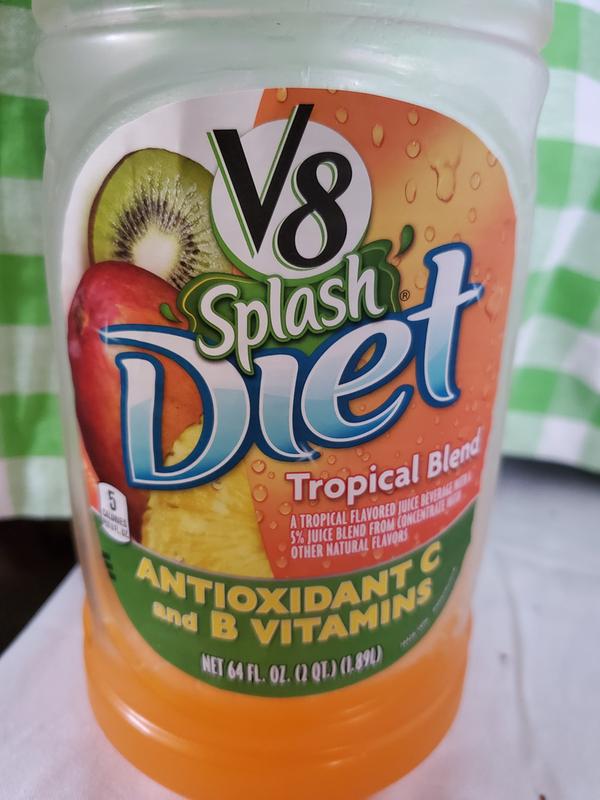 V8
Splash®
Diet
Tropical Blend
A TROPICAL FLAVORED JUICE BEVERAGE WITH A
5% JUICE BLEND FROM CONCENTRATE WITH
OTHER NATURAL FLAVORS
5
CALORIES
ANTIOXIDANT C
and B VITAMINS
NET 64 FL. OZ. (2 QT.) (1.89L)